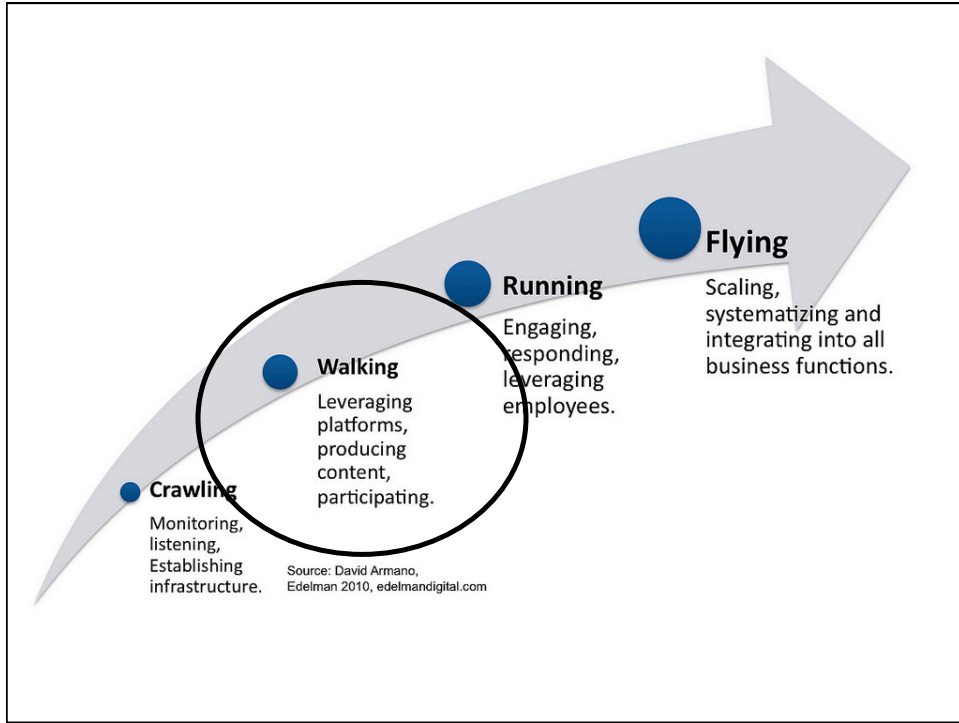 Flying
Scaling,
systematizing and
integrating into all
business functions.
Running
Engaging,
responding,
leveraging
employees.
Walking
Leveraging
platforms,
producing
content,
participating.
Crawling
Monitoring,
listening,
Establishing
infrastructure.
Source: David Armano,
Edelman 2010, edelmandigital.com